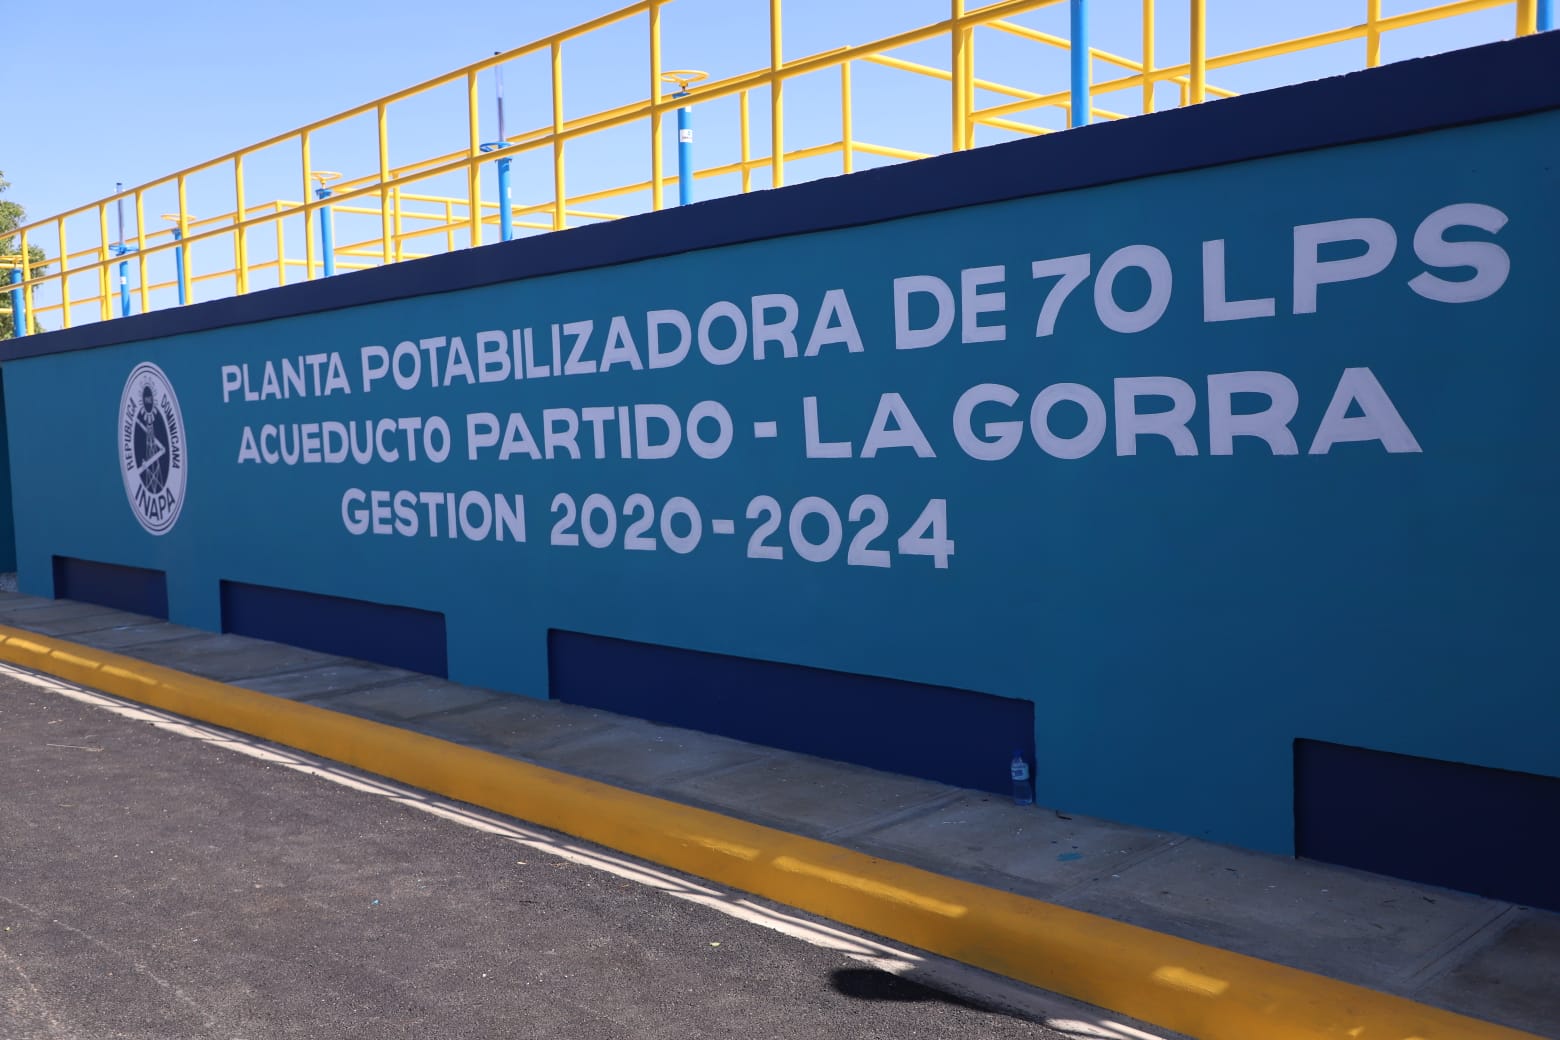 PLANTA POTABILIZADORA DE 70 LPS
ACUEDUCTO PARTIDO - LA GORRA
GESTION 2020-2024
REPUBLICA DOMINICANA
INAPA